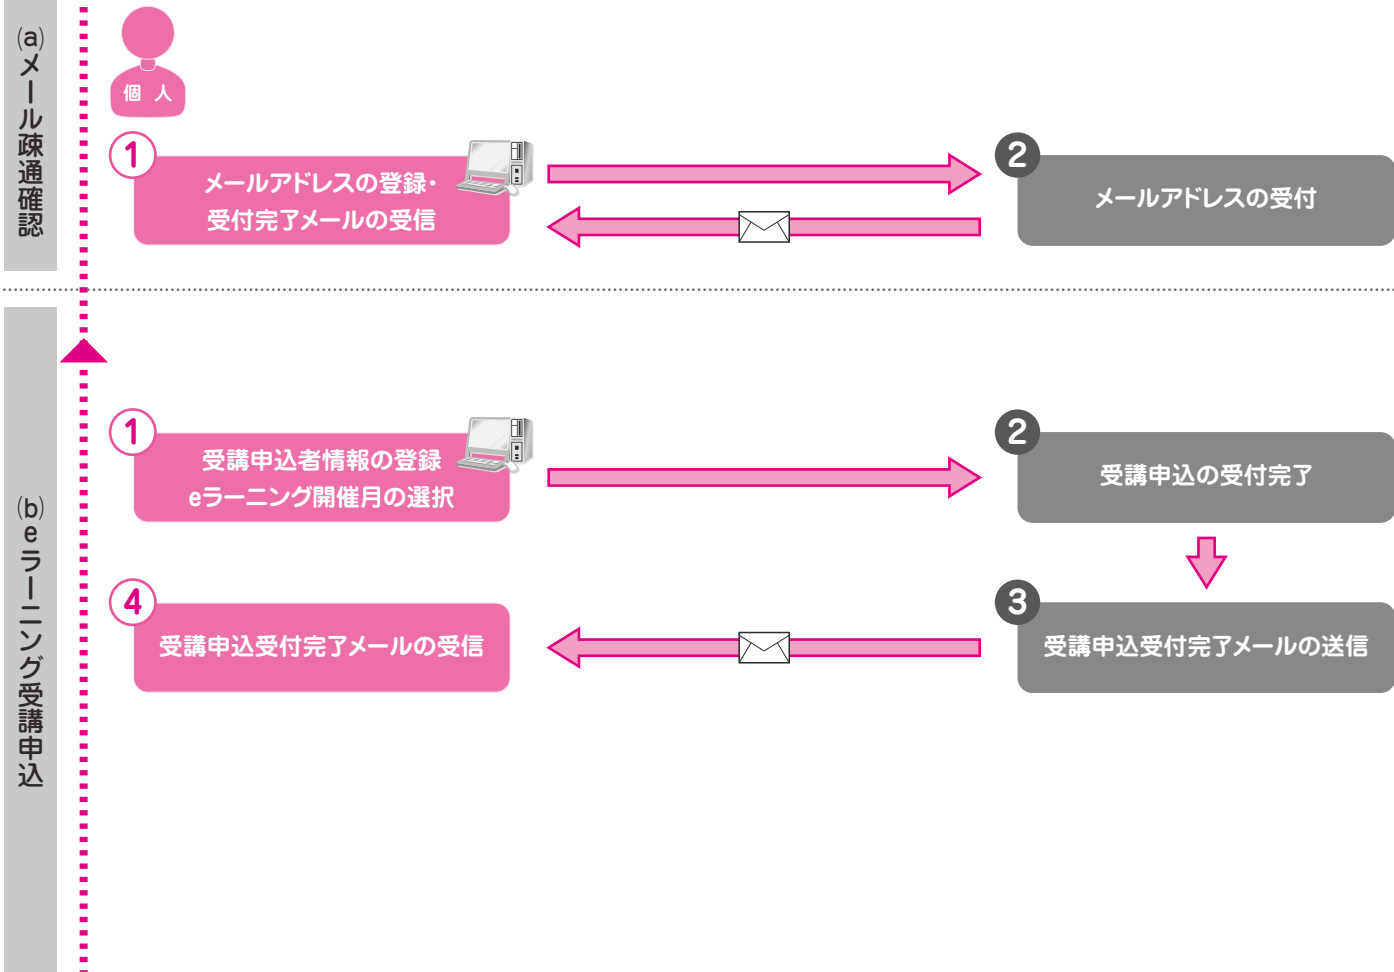 (a)メール疎通確認
個 人
1
メールアドレスの登録・
受付完了メールの受信
2
メールアドレスの受付
(b)eラーニング受講申込
1
受講申込者情報の登録
eラーニング開催月の選択
2
受講申込の受付完了
4
受講申込受付完了メールの受信
3
受講申込受付完了メールの送信